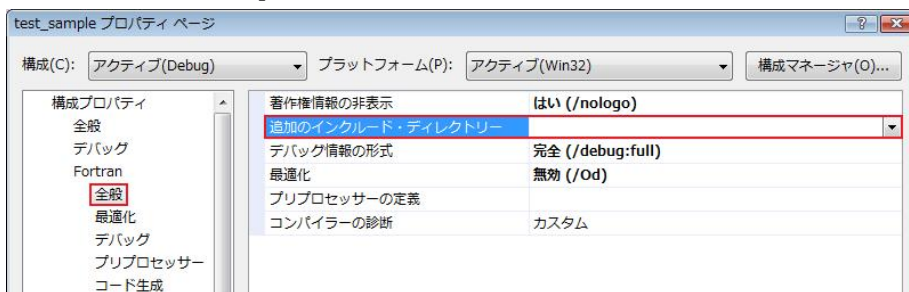 test_sample プロパティ ページ
構成(C): アクティブ(Debug) プラットフォーム(P): アクティブ(Win32) 構成マネージャ(O)...
構成プロパティ
全般
デバッグ
Fortran
全般
最適化
デバッグ
プリプロセッサー
コード生成
著作権情報の非表示 はい (/nologo)
追加のインクルード・ディレクトリー
デバッグ情報の形式 完全 (/debug:full)
最適化 無効 (/Od)
プリプロセッサーの定義
コンパイラーの診断 カスタム